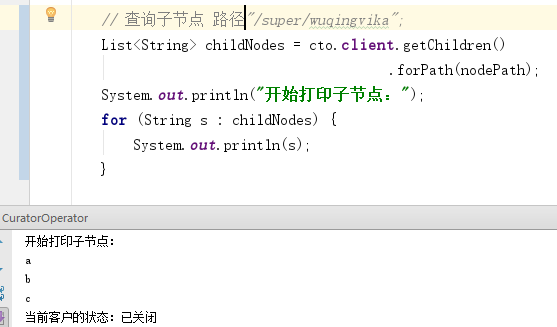 // 查询子节点 路径"/super/wuqingvika";
List<String> childNodes = cto.client.getChildren()
.forPath(nodePath);
System.out.println("开始打印子节点：");
for (String s : childNodes) {
System.out.println(s);
}
CuratorOperator
开始打印子节点：
a
b
c
当前客户的状态：已关闭